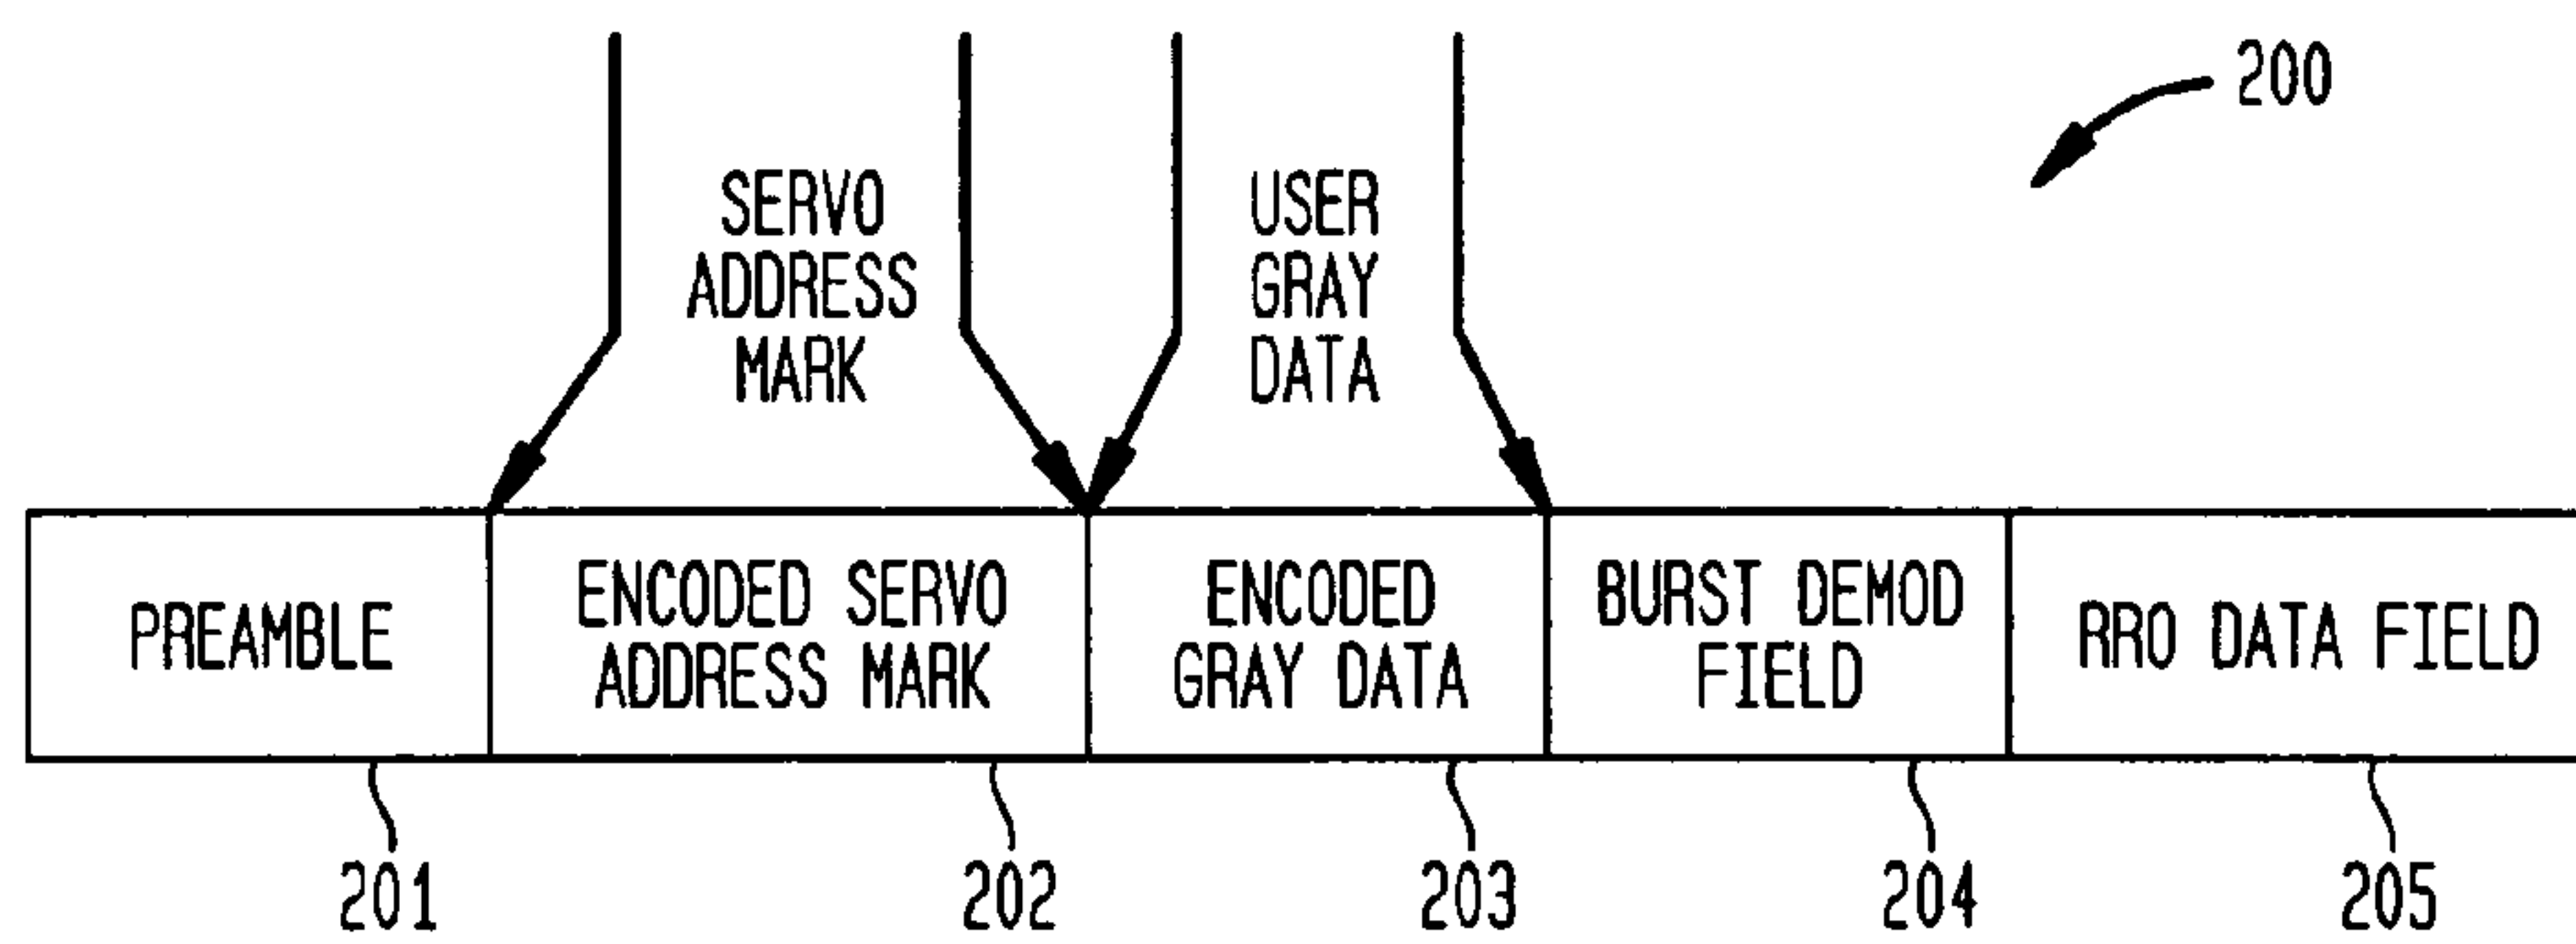 200
SERVO
ADDRESS
MARK
USER
GRAY
DATA
PREAMBLE
ENCODED SERVO
ADDRESS MARK
ENCODED
GRAY DATA
BURST DEMOD
FIELD
RRO DATA FIELD
201
202
203
204
205